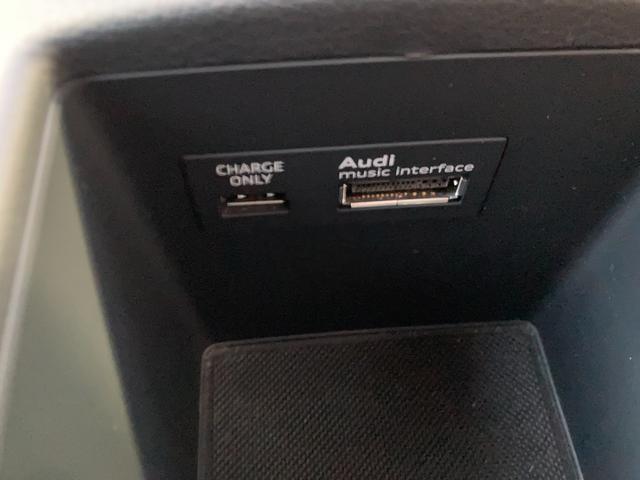 CHARGE
ONLY
Audi
music interface